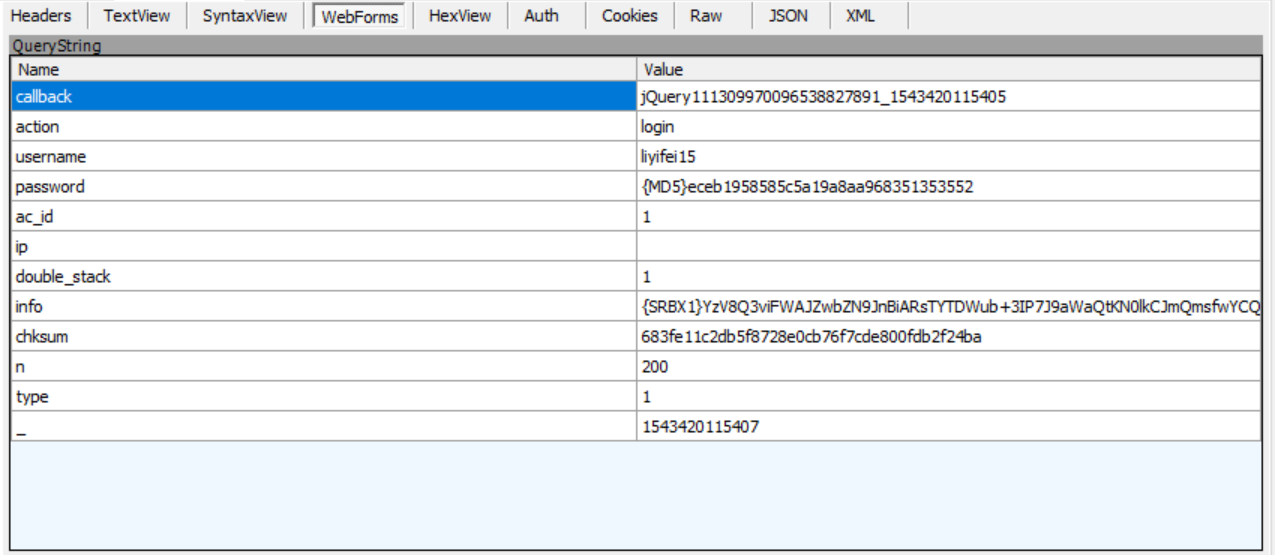 Headers TextView SyntaxView WebForms HexView Auth Cookies Raw JSON XML
QueryString
Name Value
callback jQuery111309970096538827891_1543420115405
action login
username liyifei15
password {MD5}eceb1958585c5a19a8aa968351353552
ac_id 1
ip
double_stack 1
info {SRBX1}YzV8Q3viFWAJZwbZN9JnBiARsTYTDWub+3IP7J9aWaQtKN0lkCJmQmsfwYCQ
chksum 683fe11c2db5f8728e0cb76f7cde800fdb2f24ba
n 200
type 1
_ 1543420115407